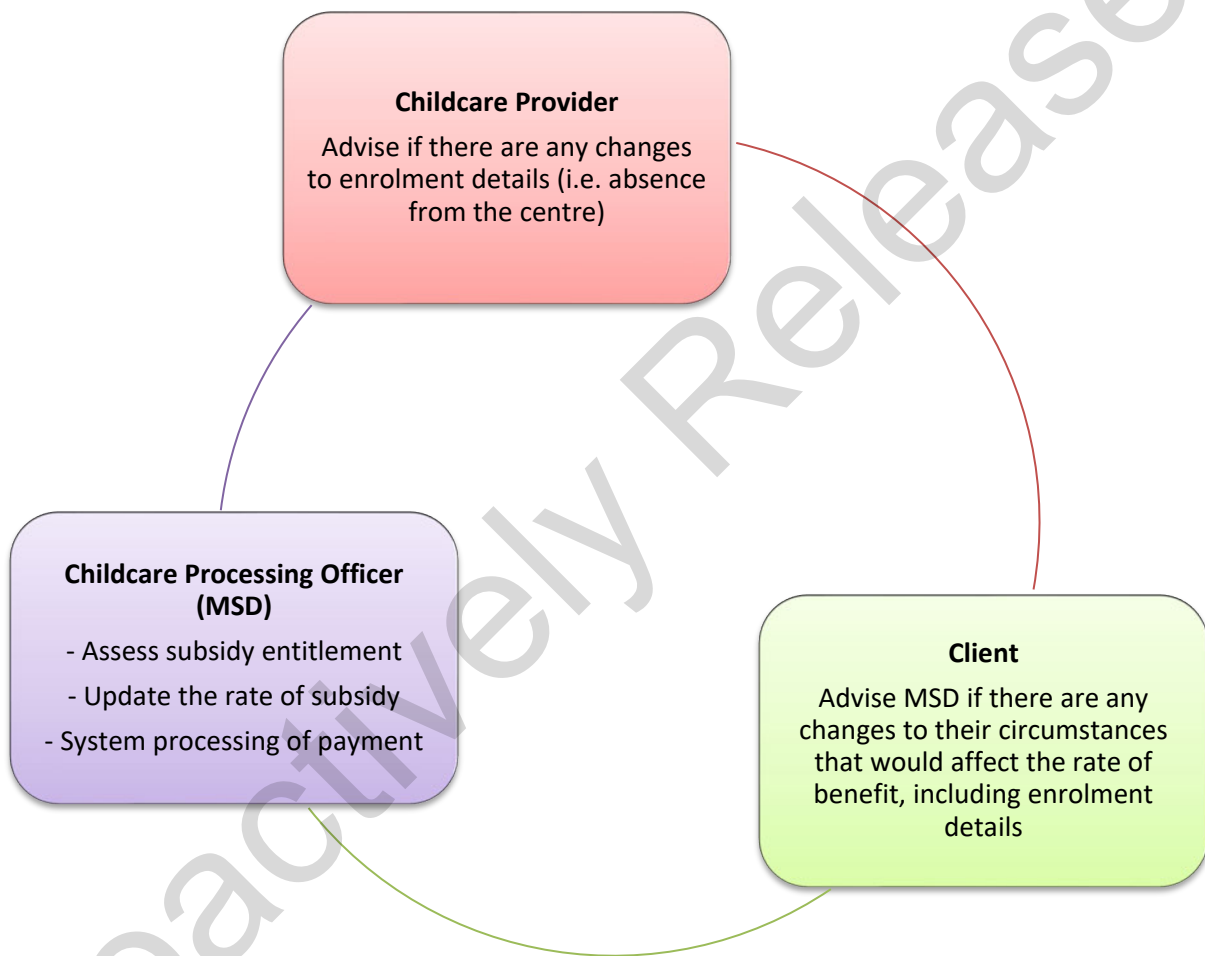 Childcare Provider
Advise if there are any changes
to enrolment details (i.e. absence
from the centre)
Childcare Processing Officer
(MSD)
- Assess subsidy entitlement
- Update the rate of subsidy
- System processing of payment
Client
Advise MSD if there are any
changes to their circumstances
that would affect the rate of
benefit, including enrolment
details